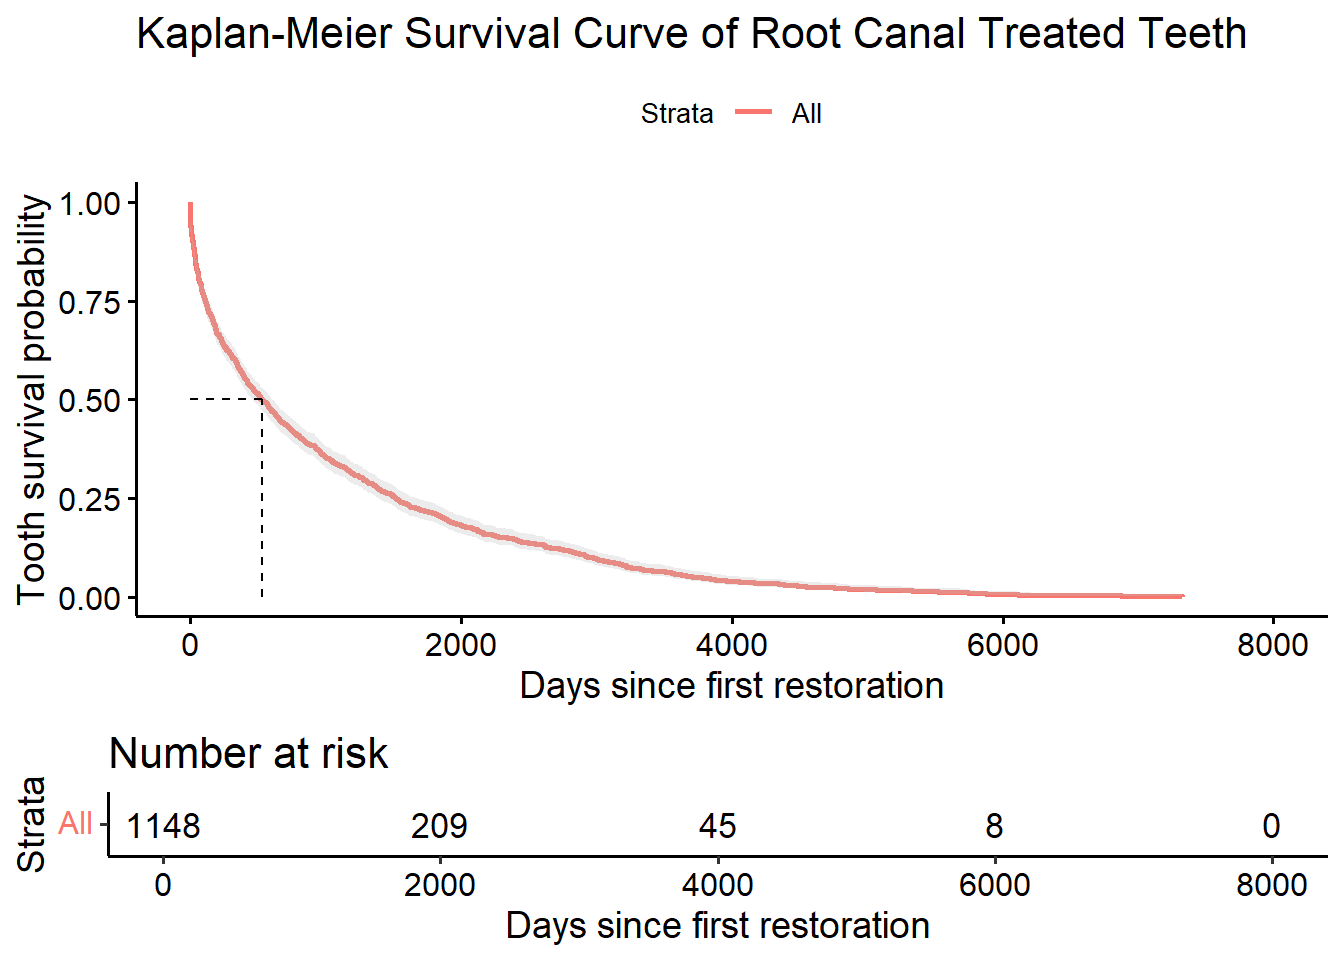 Kaplan-Meier Survival Curve of Root Canal Treated Teeth
Strata All
Tooth survival probability
1.00
0.75
0.50
0.25
0.00
0 2000 4000 6000 8000
Days since first restoration
Number at risk
Strata
All 1148 209 45 8 0
0 2000 4000 6000 8000
Days since first restoration